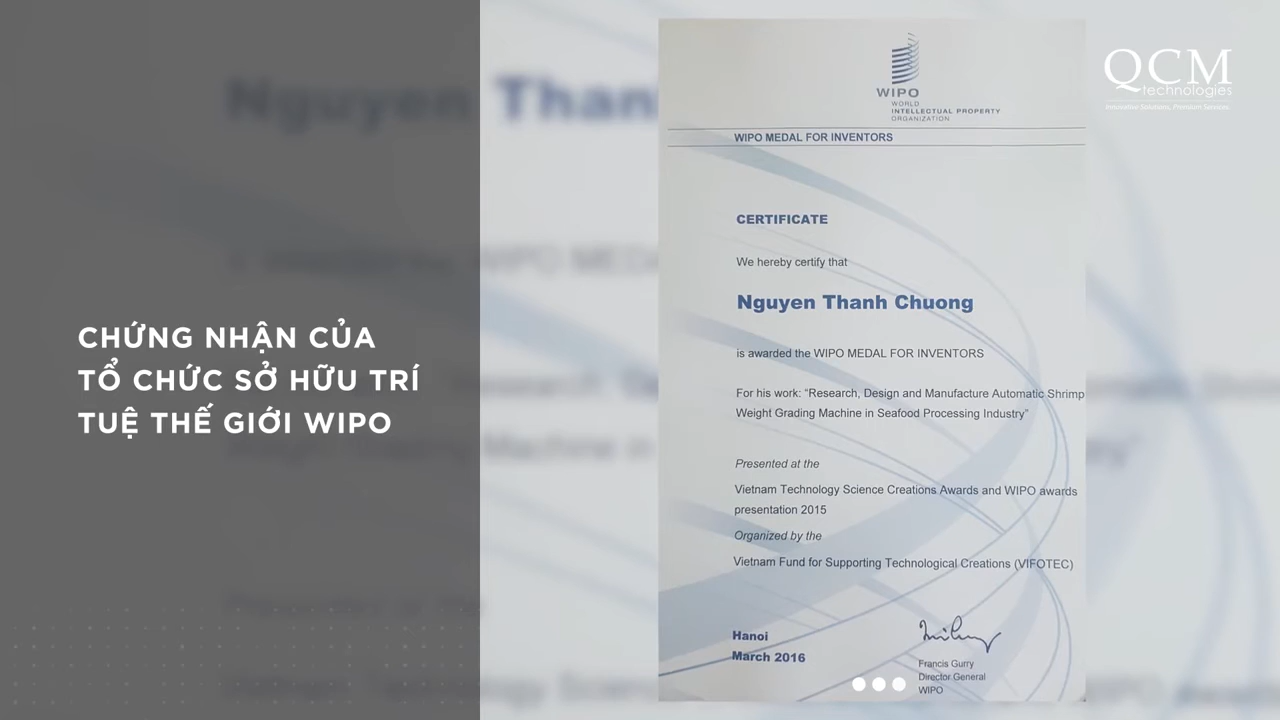 CHỨNG NHẬN CỦA
TỔ CHỨC SỞ HỮU TRÍ
TUỆ THẾ GIỚI WIPO
QCM
technologies
Innovative Solutions, Premium Services
WIPO
WORLD
INTELLECTUAL PROPERTY
ORGANIZATION
WIPO MEDAL FOR INVENTORS
CERTIFICATE
We hereby certify that
Nguyen Thanh Chuong
is awarded the WIPO MEDAL FOR INVENTORS
For his work: “Research, Design and Manufacture Automatic Shrimp
Weight Grading Machine in Seafood Processing Industry”
Presented at the
Vietnam Technology Science Creations Awards and WIPO awards
presentation 2015
Organized by the
Vietnam Fund for Supporting Technological Creations (VIFOTEC)
Hanoi
March 2016
Francis Gurry
Director General
WIPO